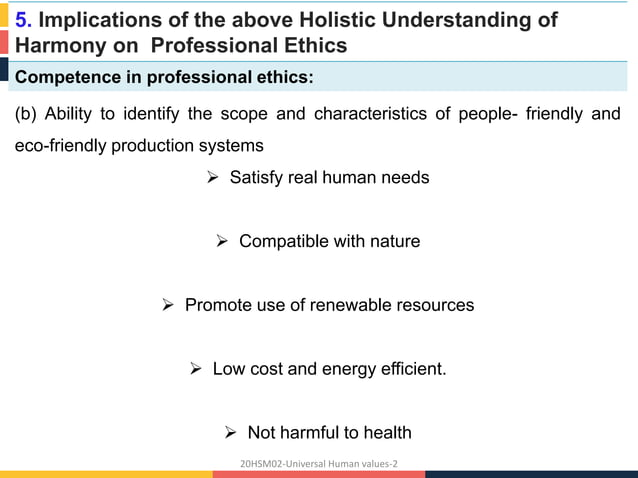 5. Implications of the above Holistic Understanding of
Harmony on Professional Ethics
Competence in professional ethics:
(b) Ability to identify the scope and characteristics of people- friendly and
eco-friendly production systems
➢ Satisfy real human needs
➢ Compatible with nature
➢ Promote use of renewable resources
➢ Low cost and energy efficient.
➢ Not harmful to health
20HSM02-Universal Human values-2